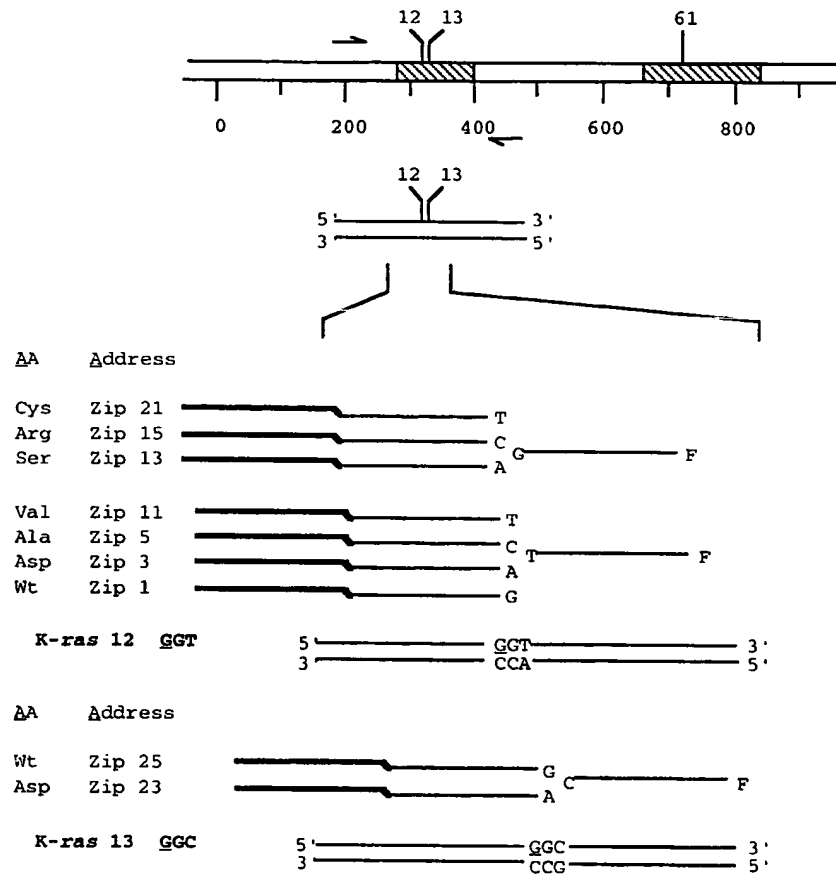 12 13 61
0 200 400 600 800
12 13
5' 3'
3 5'
AA Address
Cys Zip 21 T
Arg Zip 15 C
G F
Ser Zip 13 A
Val Zip 11 T
Ala Zip 5 C
T F
Asp Zip 3 A
Wt Zip 1 G
K-ras 12 GGT 5 GGT 3'
3 CCA 5'
AA Address
Wt Zip 25 G
C F
Asp Zip 23 A
K-ras 13 GGC 5' GGC 3'
3 CCG 5'